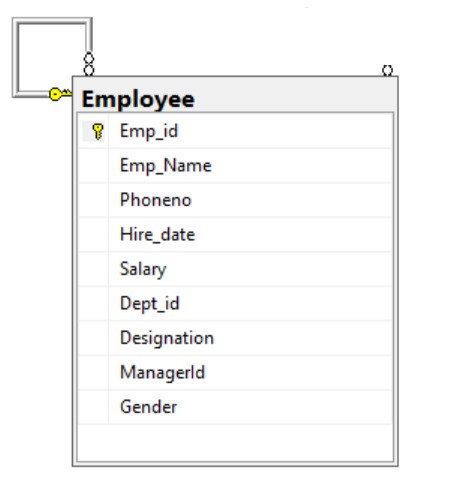 Employee
Emp_id
Emp_Name
Phoneno
Hire_date
Salary
Dept_id
Designation
ManagerId
Gender